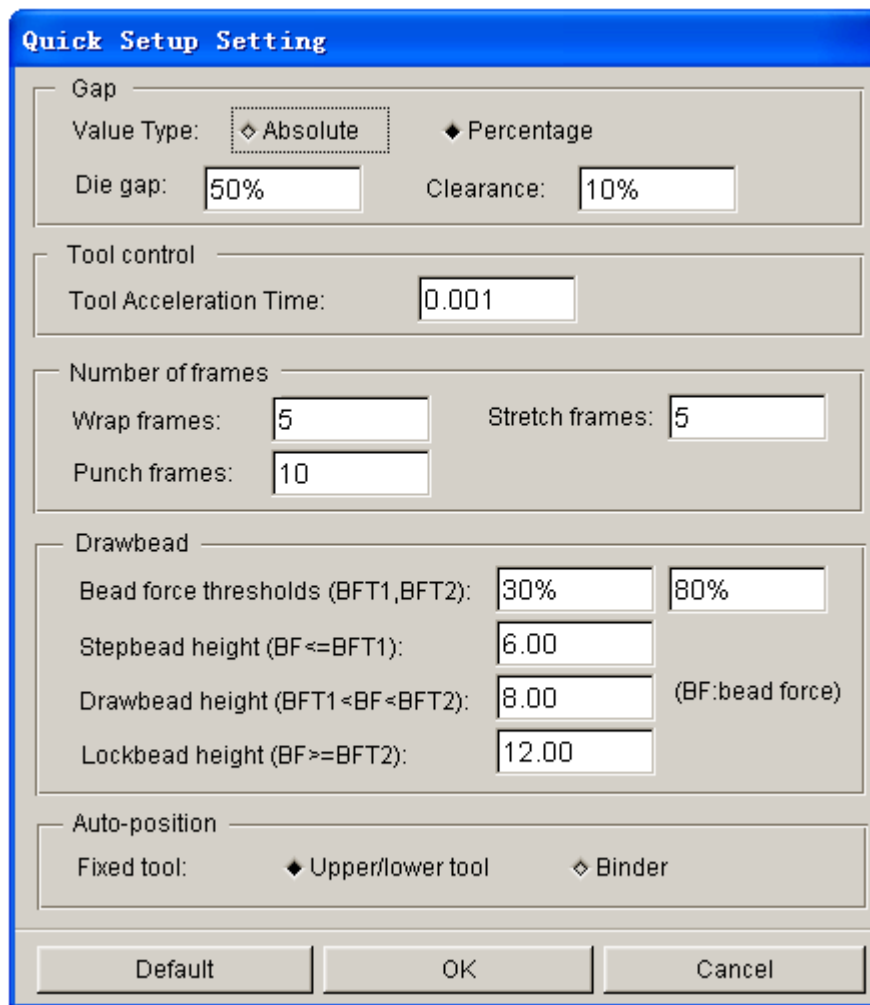 Quick Setup Setting
Gap
Value Type: Absolute Percentage
Die gap: 50% Clearance: 10%
Tool control
Tool Acceleration Time: 0.001
Number of frames
Wrap frames: 5 Stretch frames: 5
Punch frames: 10
Drawbead
Bead force thresholds (BFT1,BFT2): 30% 80%
Stepbead height (BF<=BFT1): 6.00
Drawbead height (BFT1<BF<BFT2): 8.00 (BF:bead force)
Lockbead height (BF>=BFT2): 12.00
Auto-position
Fixed tool: Upper/lower tool Binder
Default OK Cancel